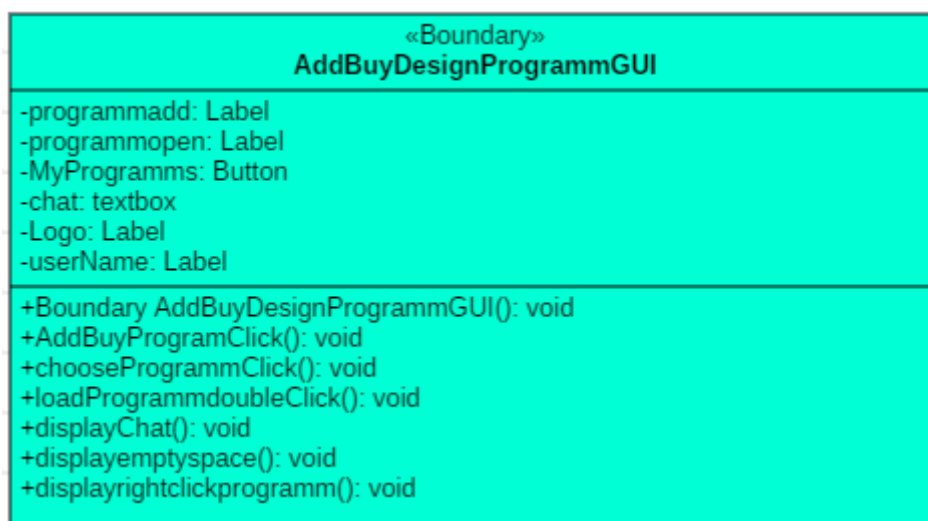 «Boundary»
AddBuyDesignProgrammGUI
-programmadd: Label
-programmopen: Label
-MyProgramms: Button
-chat: textbox
-Logo: Label
-userName: Label
+Boundary AddBuyDesignProgrammGUI(): void
+AddBuyProgramClick(): void
+chooseProgrammClick(): void
+loadProgrammdoubleClick(): void
+displayChat(): void
+displayemptyspace(): void
+displayrightclickprogramm(): void